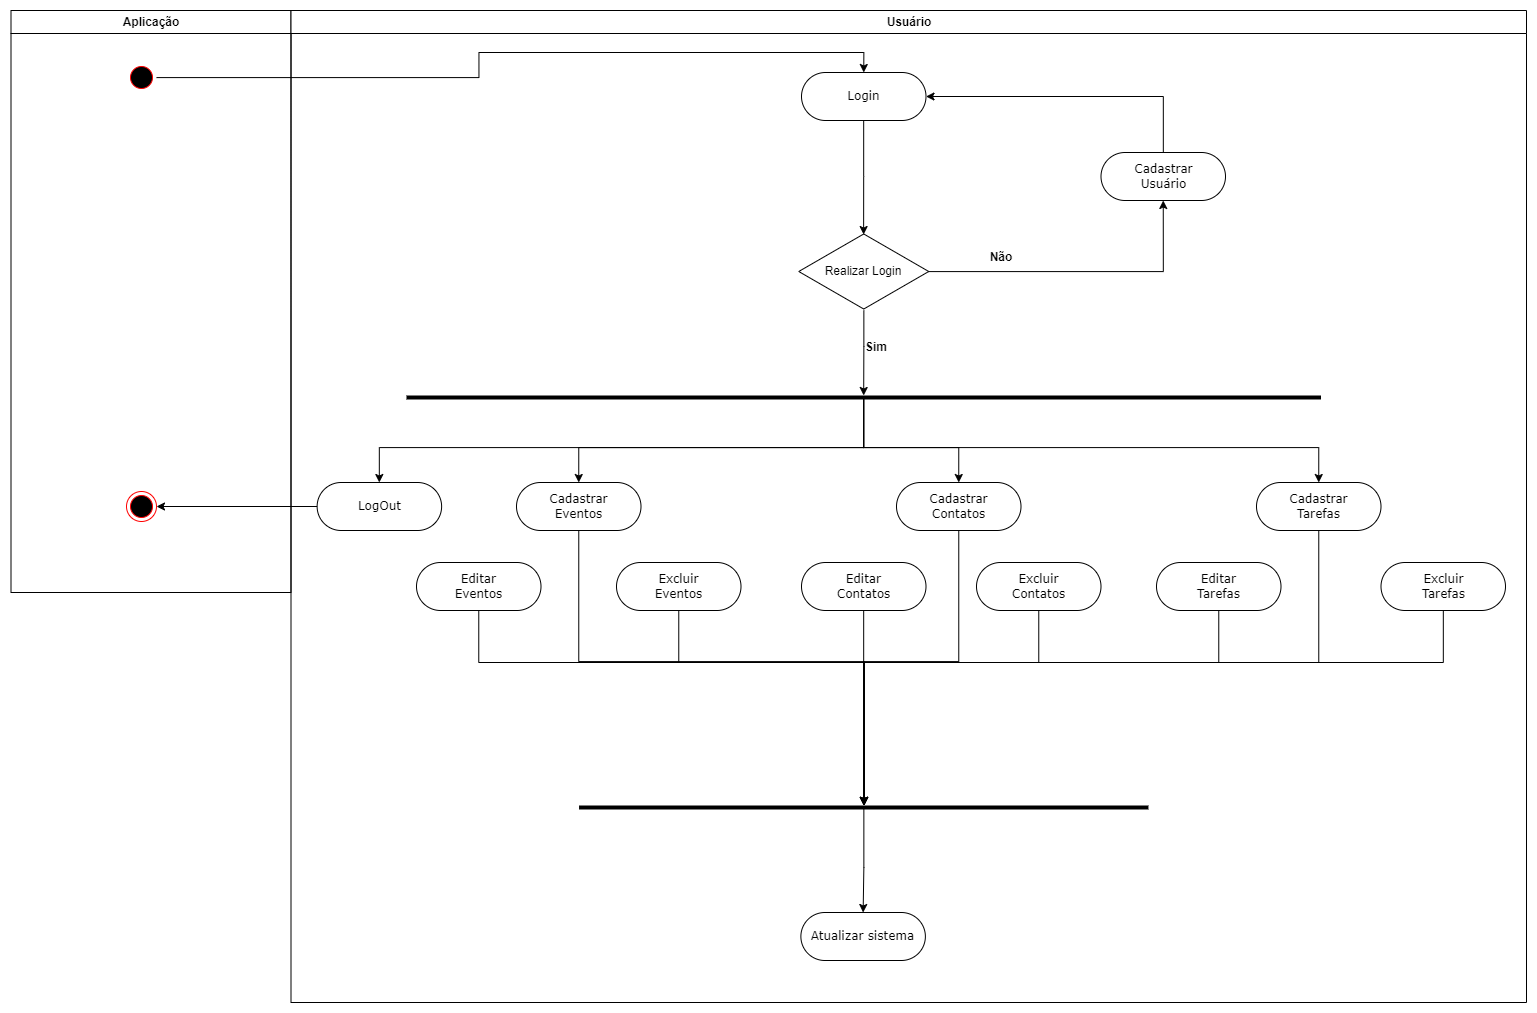 Aplicação
Usuário
Login
Cadastrar
Usuário
Realizar Login
Não
Sim
LogOut
Cadastrar
Eventos
Cadastrar
Contatos
Cadastrar
Tarefas
Editar
Eventos
Excluir
Eventos
Editar
Contatos
Excluir
Contatos
Editar
Tarefas
Excluir
Tarefas
Atualizar sistema